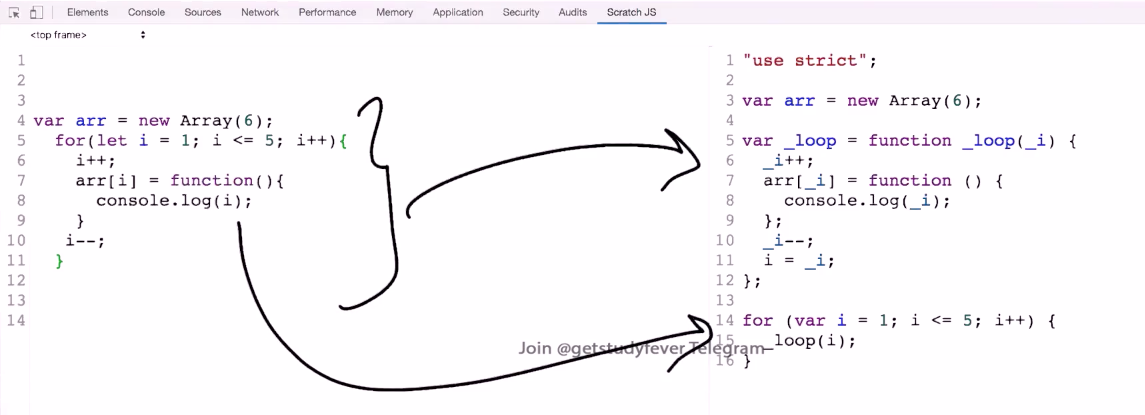 Elements Console Sources Network Performance Memory Application Security Audits Scratch JS
<top frame>
1
2
3
4 var arr = new Array(6);
5 for(let i = 1; i <= 5; i++){
6 i++;
7 arr[i] = function(){
8 console.log(i);
9 }
10 i--;
11 }
12
13
14
1 "use strict";
2
3 var arr = new Array(6);
4
5 var _loop = function _loop(_i) {
6 _i++;
7 arr[_i] = function () {
8 console.log(_i);
9 };
10 _i--;
11 i = _i;
12 };
13
14 for (var i = 1; i <= 5; i++) {
15 _loop(i);
16 }
Join @getstudyfever Telegram